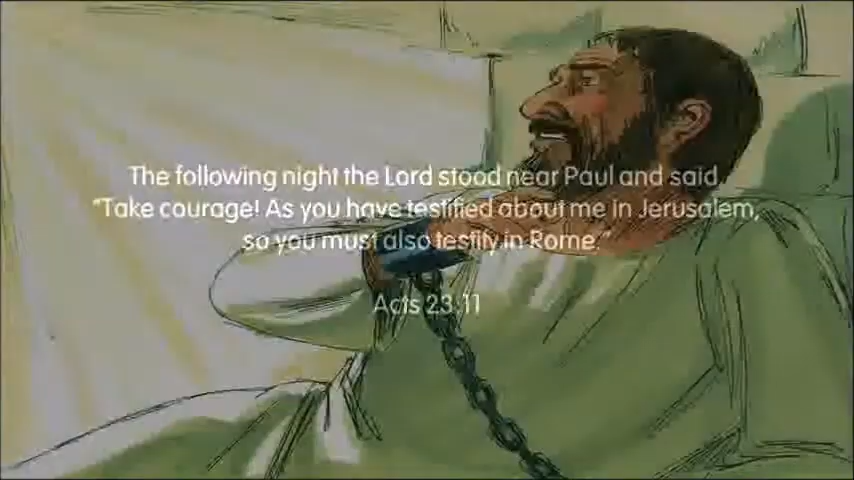 The following night the Lord stood near Paul and said,
“Take courage! As you have testified about me in Jerusalem,
so you must also testify in Rome.”
Acts 23:11